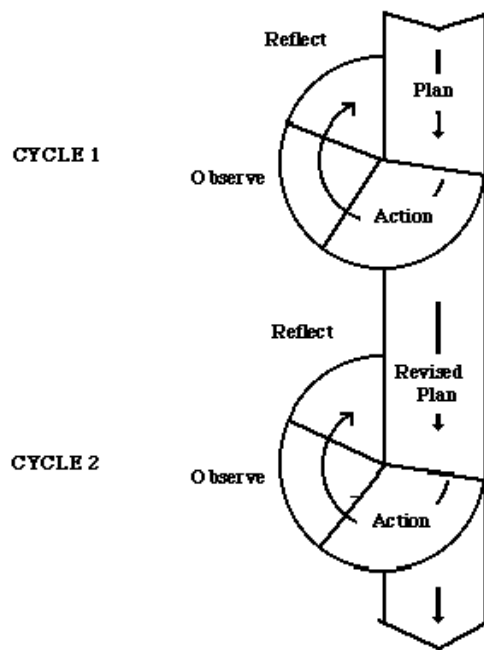 Reflect
Plan
CYCLE 1
Observe
Action
Reflect
Revised
Plan
CYCLE 2
Observe
Action